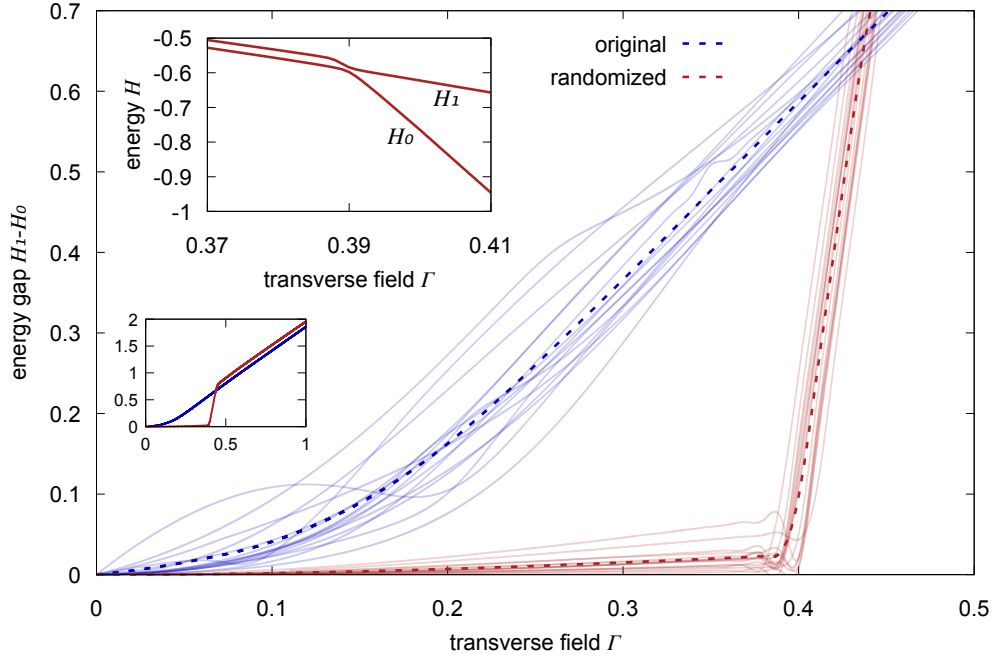 0.7
0.6
0.5
0.4
0.3
0.2
0.1
0
energy gap H₁-H₀
0 0.1 0.2 0.3 0.4 0.5
transverse field Γ
original
randomized
-0.5
-0.6
-0.7
-0.8
-0.9
-1
energy H
H₁
H₀
0.37 0.39 0.41
transverse field Γ
2
1.5
1
0.5
0
0 0.5 1